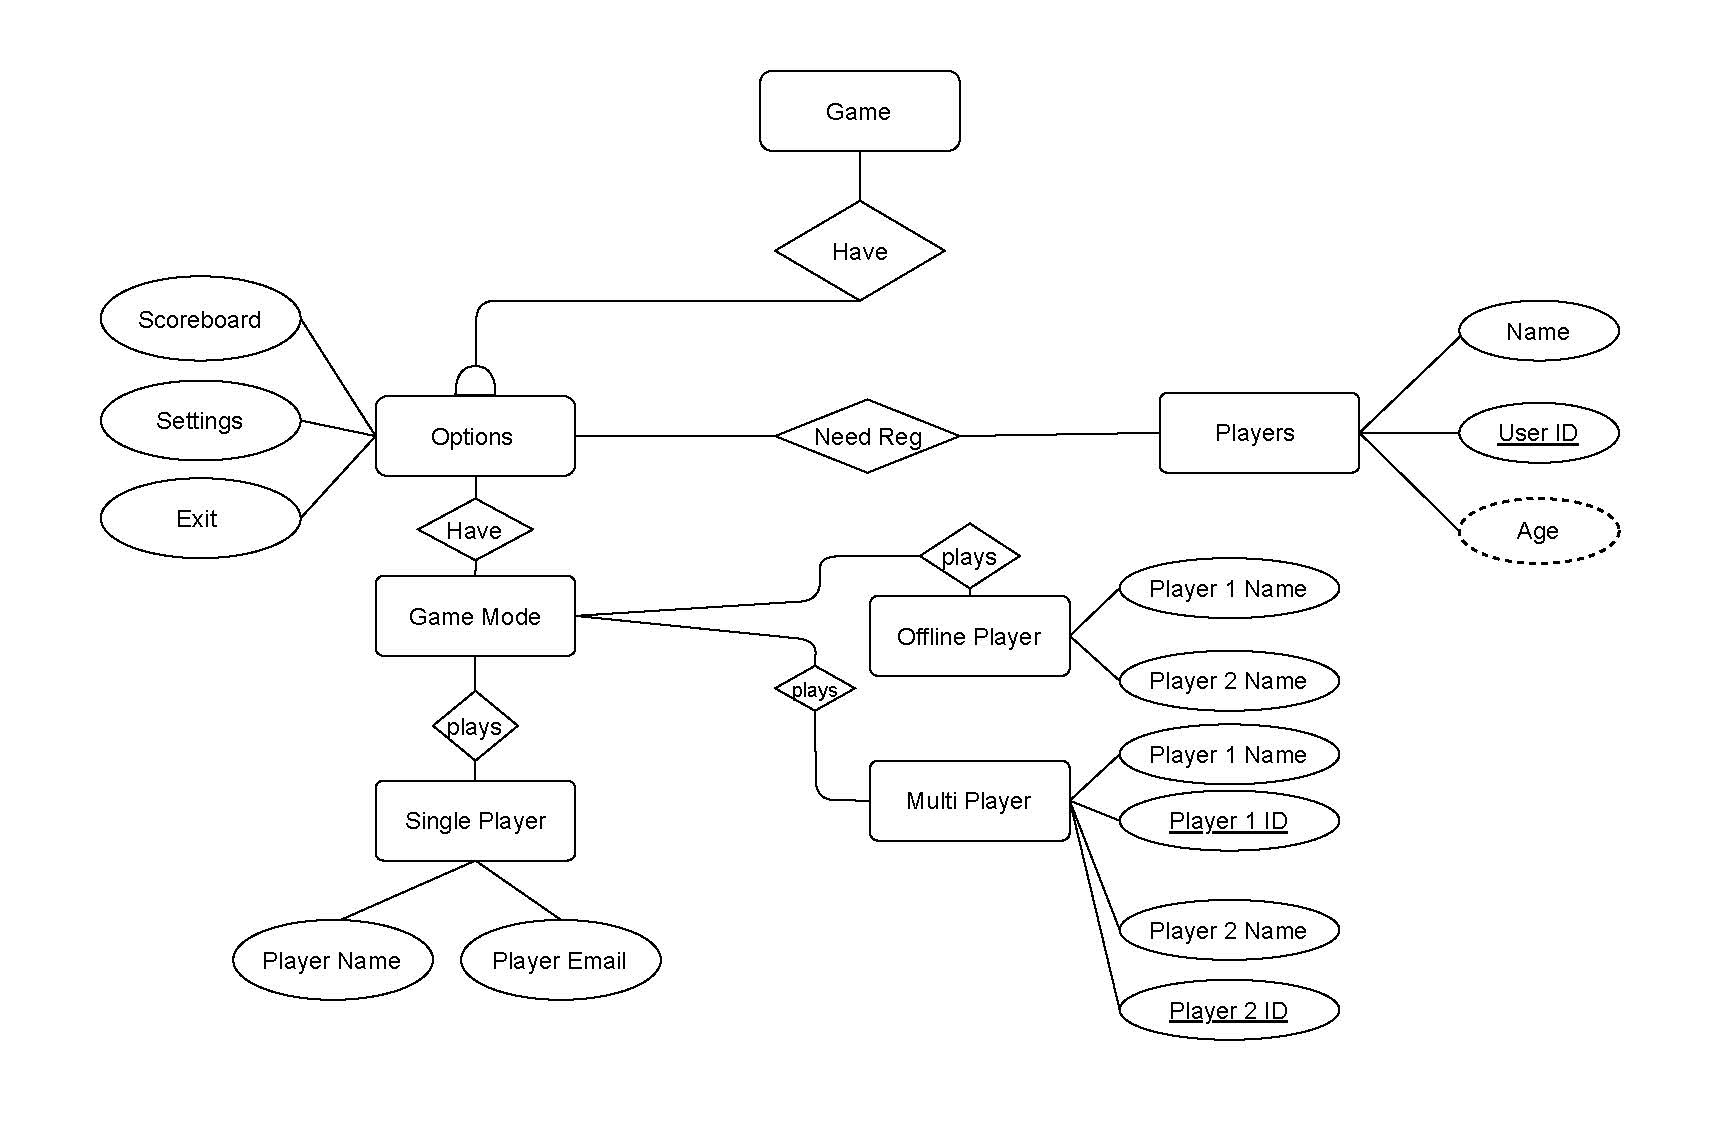 Game
Have
Scoreboard
Name
Settings
Options
Need Reg
Players
User ID
Exit
Have
Age
plays
Game Mode
Offline Player
Player 1 Name
Player 2 Name
plays
plays
Player 1 Name
Single Player
Multi Player
Player 1 ID
Player 2 Name
Player Name
Player Email
Player 2 ID